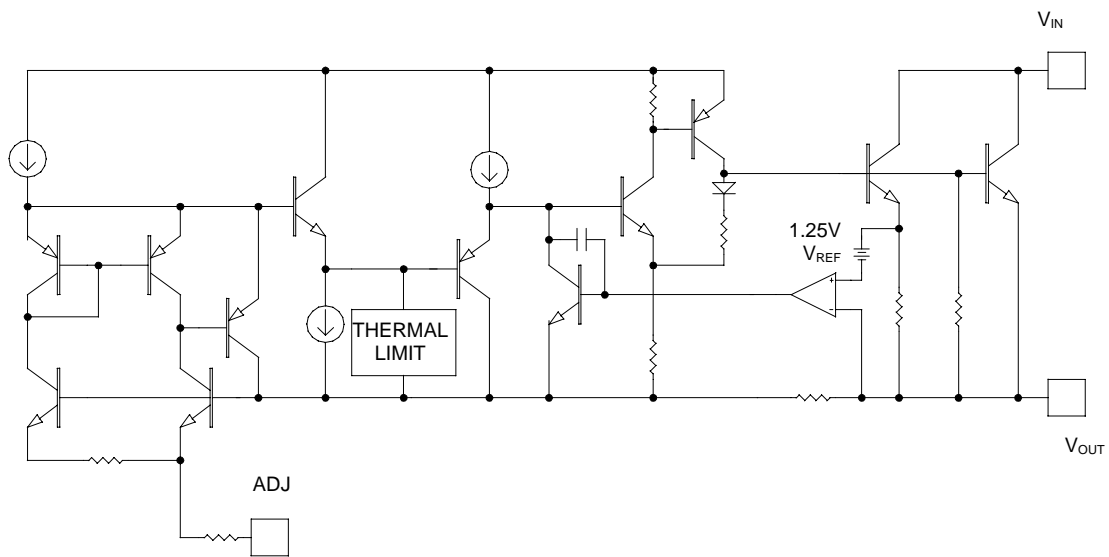 VIN
1.25V
VREF
THERMAL
LIMIT
+
-
VOUT
ADJ